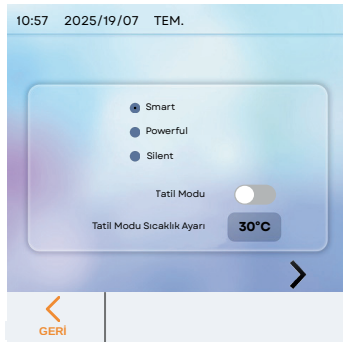 10:57 2025/19/07 TEM.
Smart
Powerful
Silent
Tatil Modu
Tatil Modu Sıcaklık Ayarı 30°C
GERİ